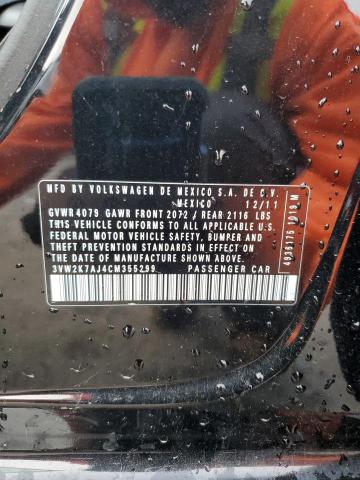 MFD BY VOLKSWAGEN DE MEXICO S.A. DE C.V.
MEXICO 12/11
GVWR 4079 GAWR FRONT 2072 / REAR 2116 LBS
THIS VEHICLE CONFORMS TO ALL APPLICABLE U.S.
FEDERAL MOTOR VEHICLE SAFETY, BUMPER AND
THEFT PREVENTION STANDARDS IN EFFECT ON
THE DATE OF MANUFACTURE SHOWN ABOVE.
3VW2K7AJ4CM355299 PASSENGER CAR
4936175 1019 M